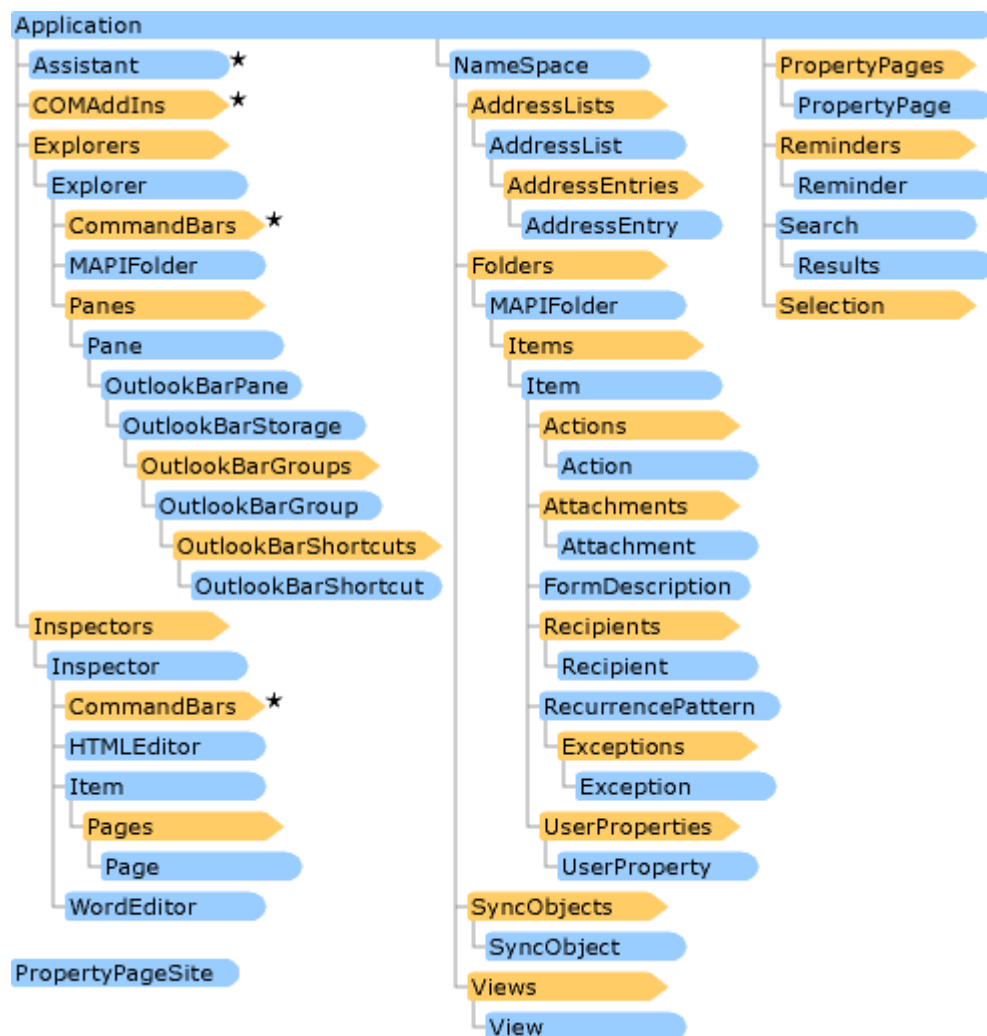 Application
Assistant★
COMAddIns★
Explorers
Explorer
CommandBars★
MAPIFolder
Panes
Pane
OutlookBarPane
OutlookBarStorage
OutlookBarGroups
OutlookBarGroup
OutlookBarShortcuts
OutlookBarShortcut
Inspectors
Inspector
CommandBars★
HTMLEditor
Item
Pages
Page
WordEditor
PropertyPageSite
NameSpace
AddressLists
AddressList
AddressEntries
AddressEntry
Folders
MAPIFolder
Items
Item
Actions
Action
Attachments
Attachment
FormDescription
Recipients
Recipient
RecurrencePattern
Exceptions
Exception
UserProperties
UserProperty
SyncObjects
SyncObject
Views
View
PropertyPages
PropertyPage
Reminders
Reminder
Search
Results
Selection